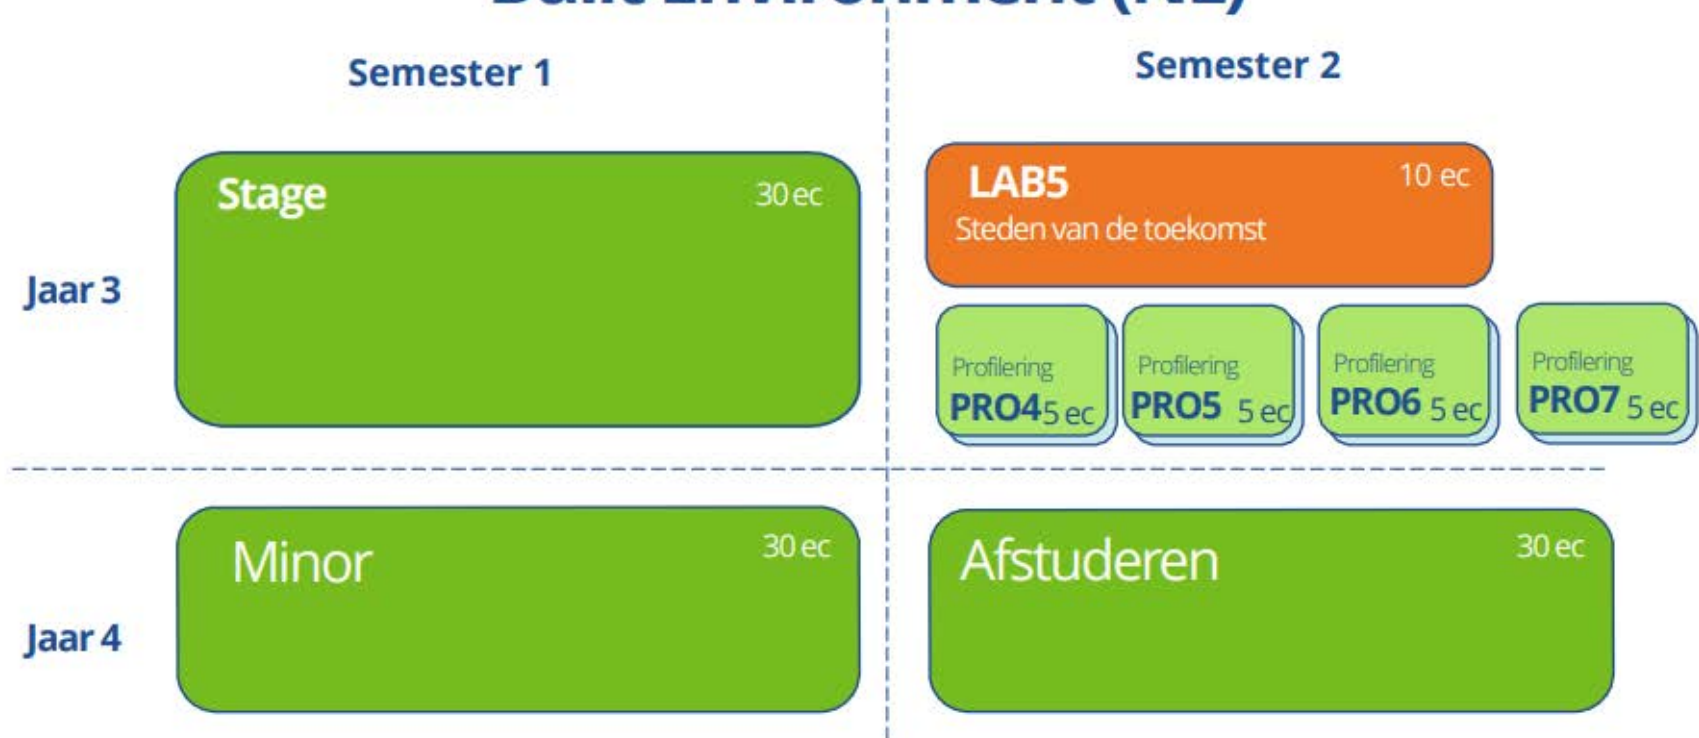 Semester 1
Semester 2
Jaar 3
Stage 30 ec
LAB5 10 ec
Steden van de toekomst
Profilering
PRO4 5 ec
Profilering
PRO5 5 ec
Profilering
PRO6 5 ec
Profilering
PRO7 5 ec
Jaar 4
Minor 30 ec
Afstuderen 30 ec